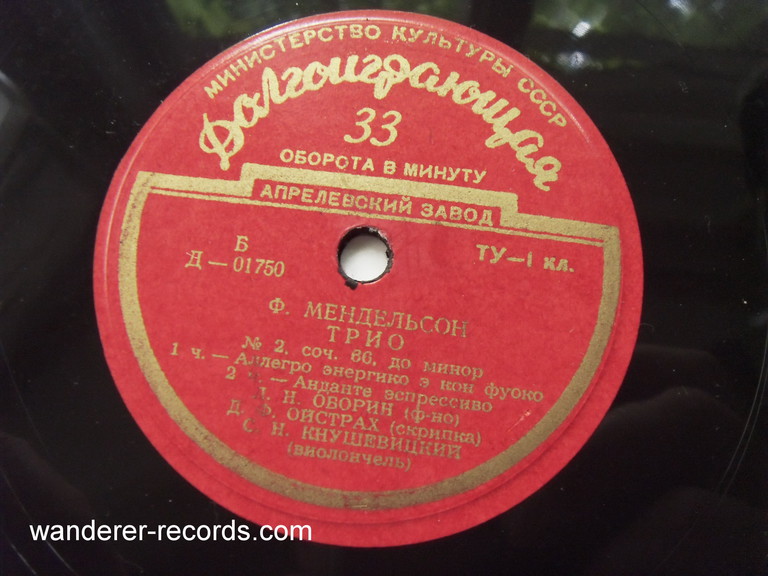 МИНИСТЕРСТВО КУЛЬТУРЫ СССР
Долгоиграющая
33
ОБОРОТА В МИНУТУ
АПРЕЛЕВСКИЙ ЗАВОД
Б
Д—01750
ТУ—1 кл.
Ф. МЕНДЕЛЬСОН
ТРИО
№ 2, соч. 66, до минор
1 ч. — Аллегро энергико э кон фуоко
2 ч. — Анданте эспрессиво
Л. Н. ОБОРИН (ф-но)
Д. Ф. ОЙСТРАХ (скрипка)
С. Н. КНУШЕВИЦКИЙ
(виолончель)
wanderer-records.com